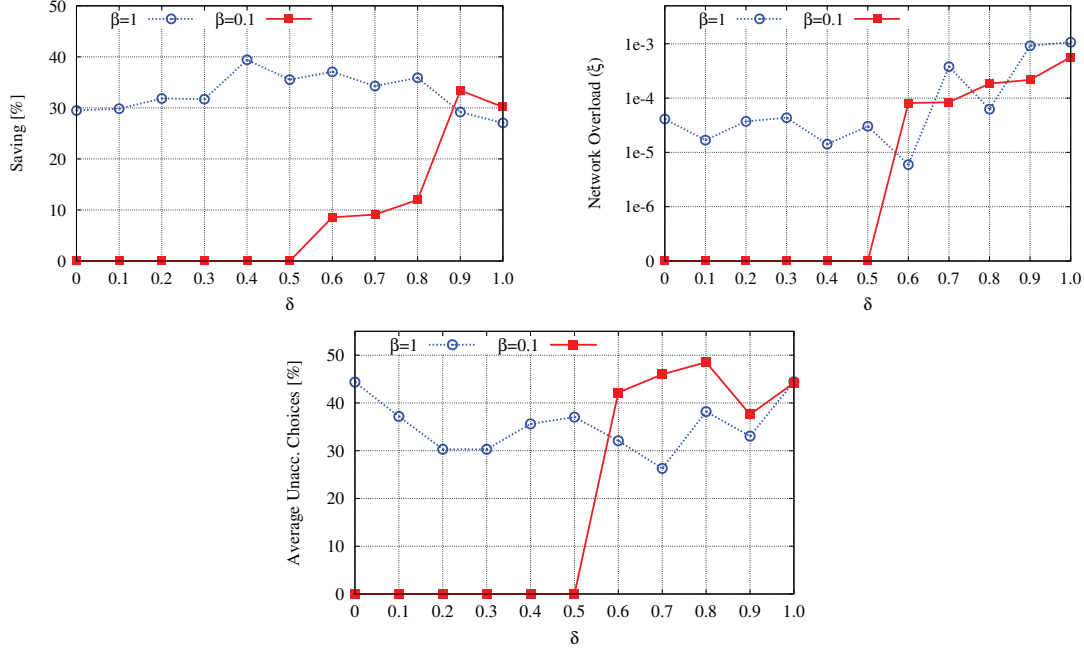 β=1 β=0.1
Saving [%]
50
40
30
20
10
0
0 0.1 0.2 0.3 0.4 0.5 0.6 0.7 0.8 0.9 1.0
δ
β=1 β=0.1
Network Overload (ξ)
1e-3
1e-4
1e-5
1e-6
0
0 0.1 0.2 0.3 0.4 0.5 0.6 0.7 0.8 0.9 1.0
δ
β=1 β=0.1
Average Unacc. Choices [%]
50
40
30
20
10
0
0 0.1 0.2 0.3 0.4 0.5 0.6 0.7 0.8 0.9 1.0
δ